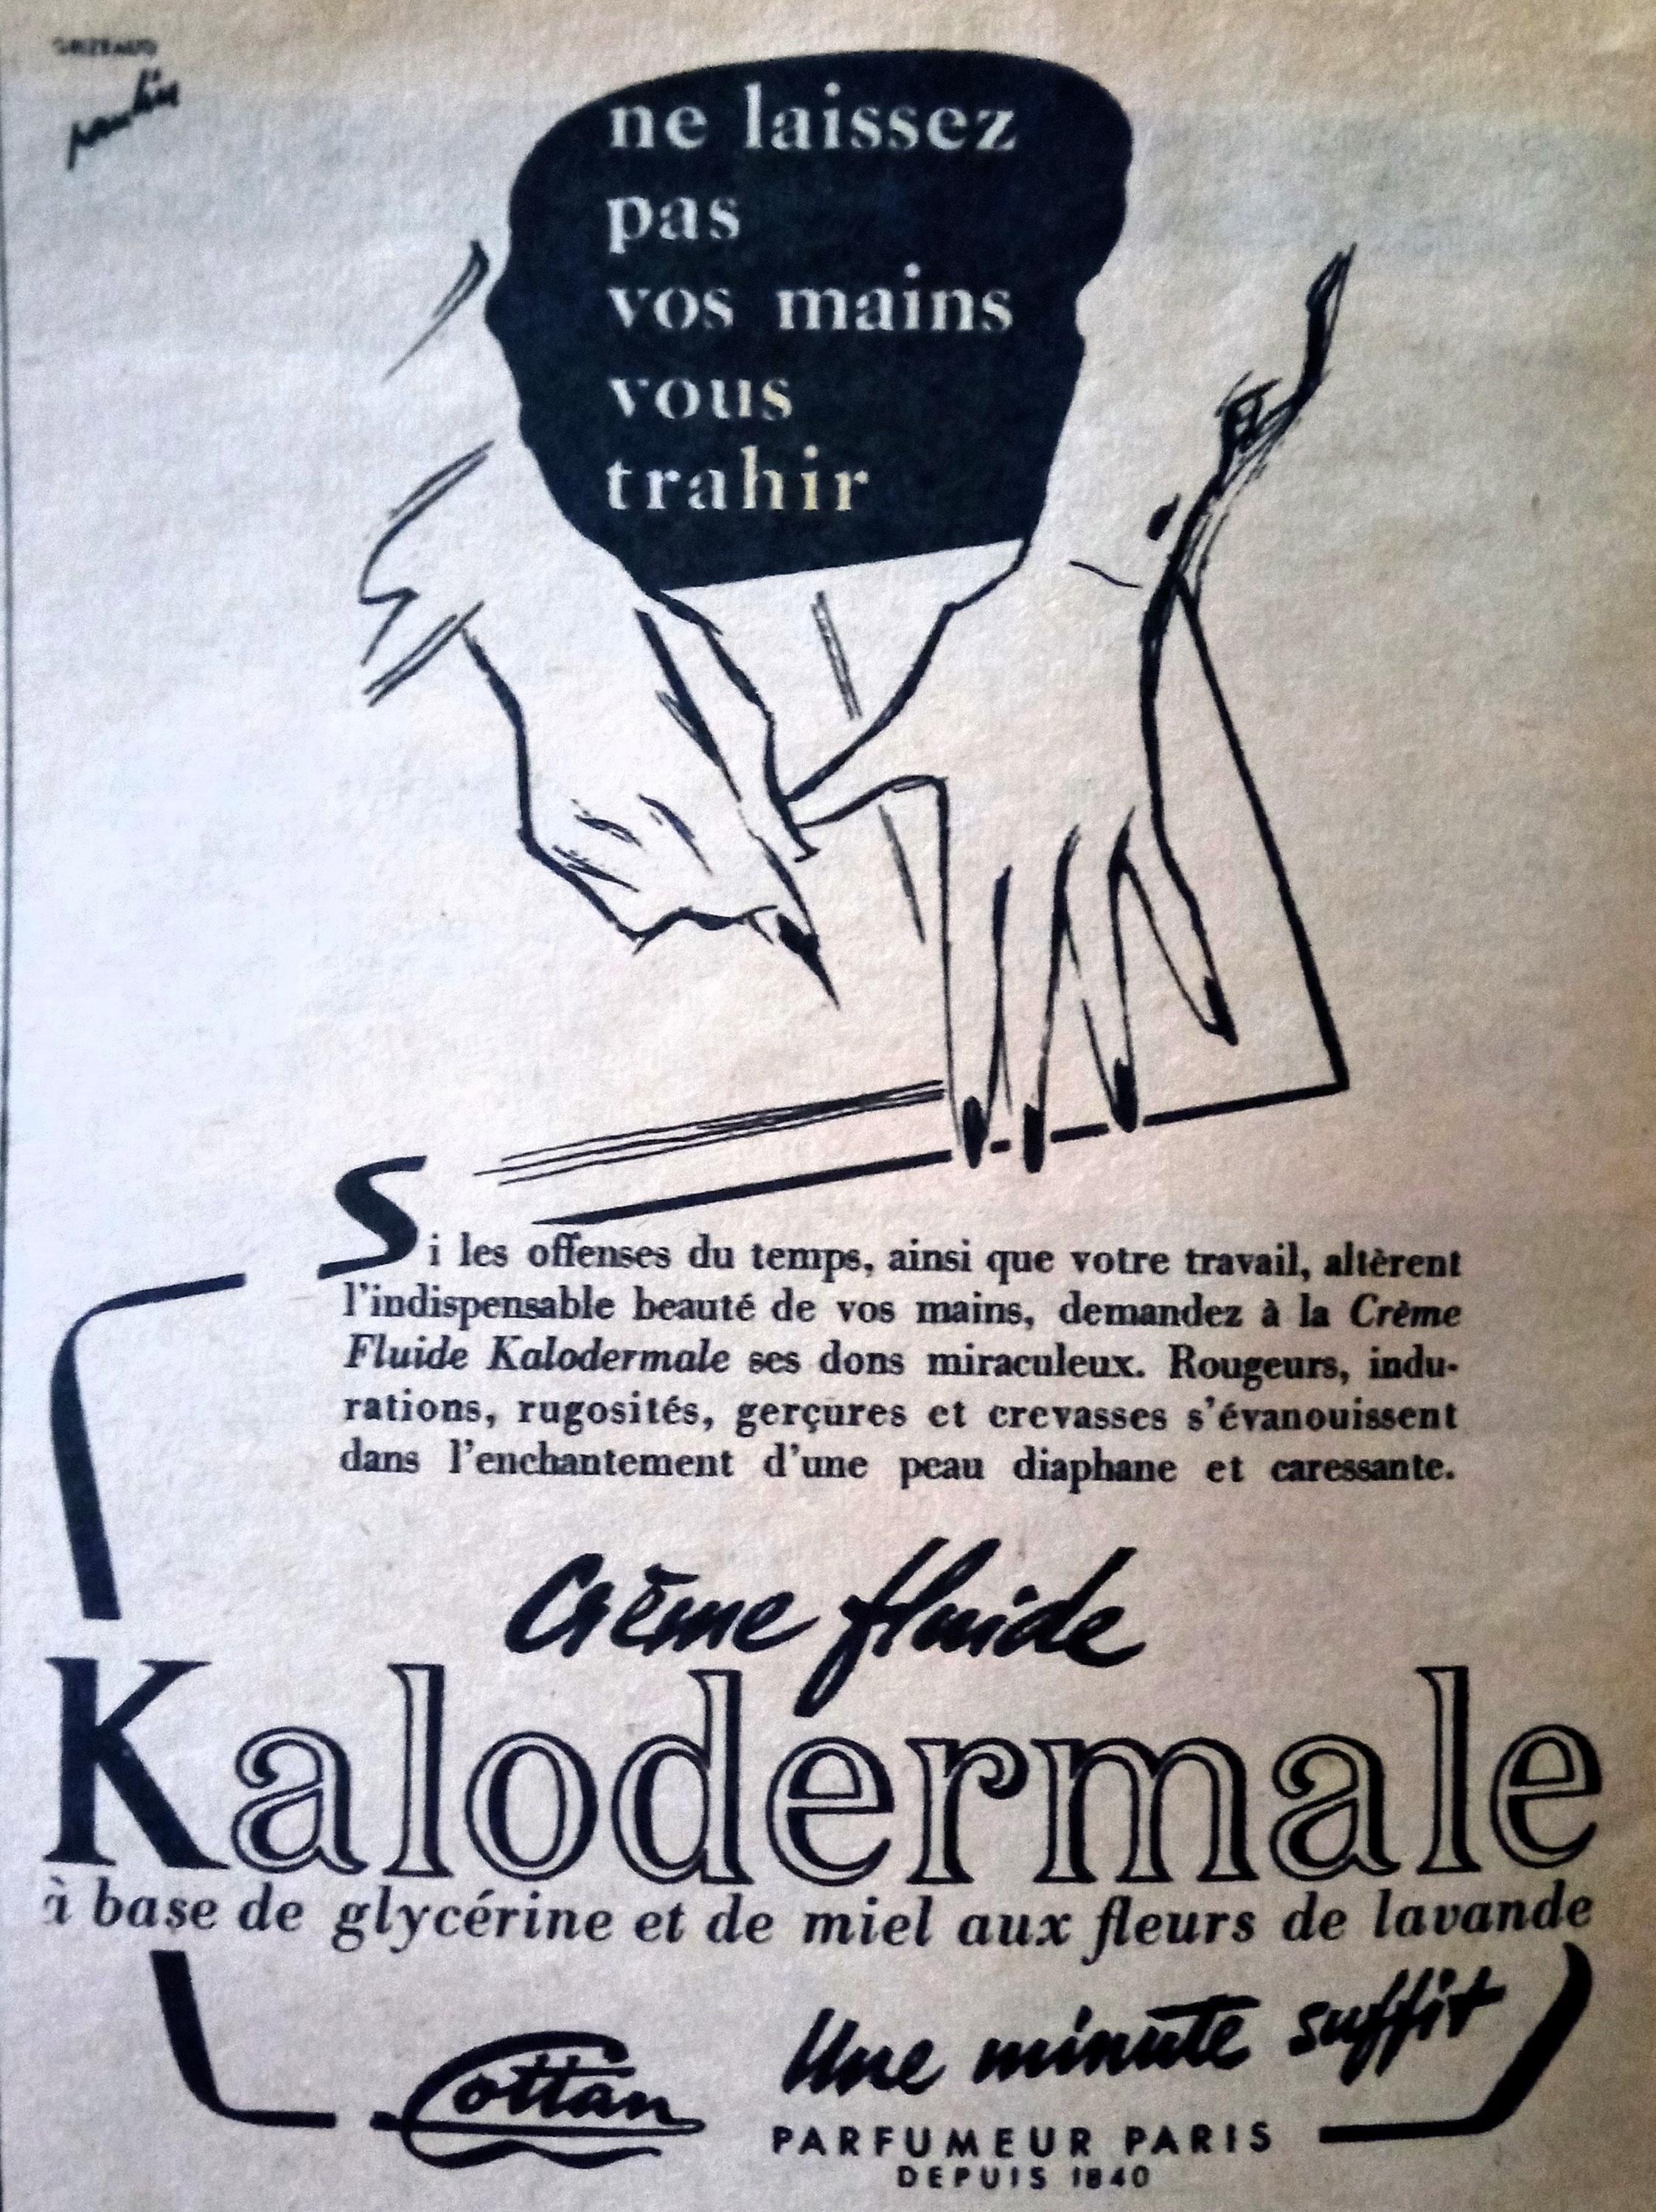 GRIZEAUD
ne laissez
pas
vos mains
vous
trahir
Si les offenses du temps, ainsi que votre travail, altèrent
l'indispensable beauté de vos mains, demandez à la Crème
Fluide Kalodermale ses dons miraculeux. Rougeurs, indu-
rations, rugosités, gerçures et crevasses s'évanouissent
dans l'enchantement d'une peau diaphane et caressante.
Crème fluide
Kalodermale
à base de glycérine et de miel aux fleurs de lavande
Une minute suffit
Cottan
PARFUMEUR PARIS
DEPUIS 1840